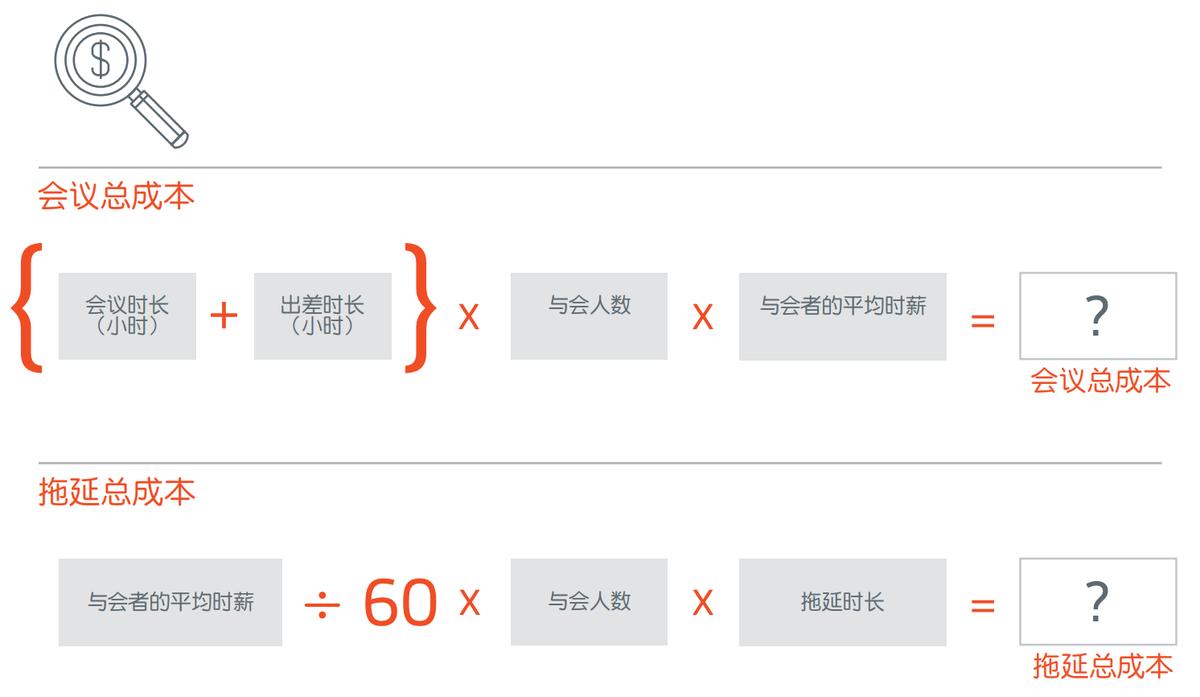 $
会议总成本
{ 会议时长 + 出差时长 } x 与会人数 x 与会者的平均时薪 = ?
（小时） （小时）
会议总成本
拖延总成本
与会者的平均时薪 ÷ 60 x 与会人数 x 拖延时长 = ?
拖延总成本